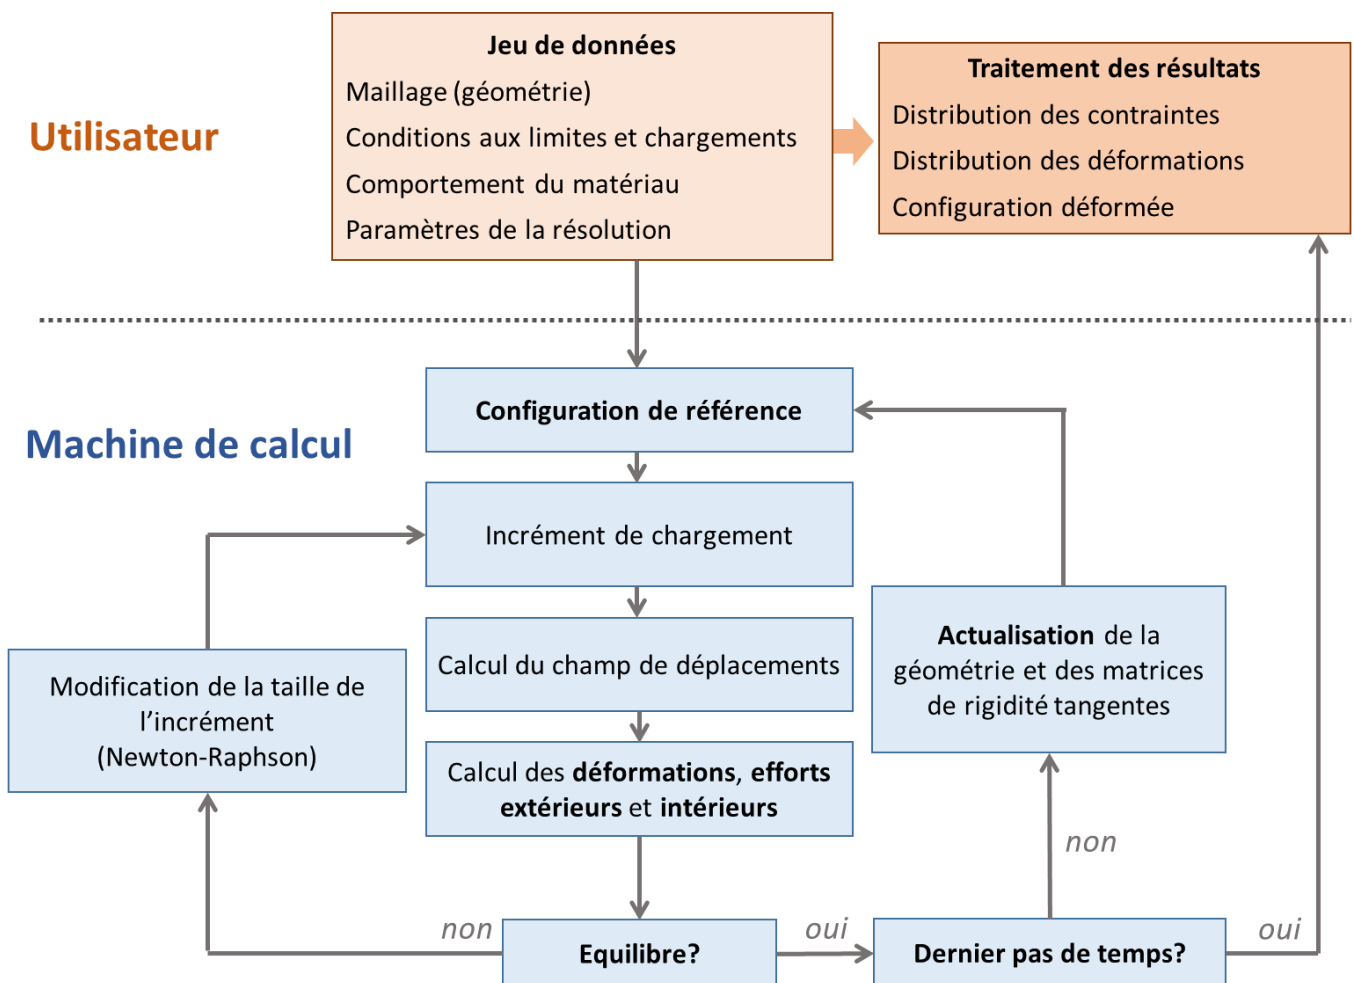 Jeu de données
Maillage (géométrie)
Conditions aux limites et chargements
Comportement du matériau
Paramètres de la résolution
Traitement des résultats
Distribution des contraintes
Distribution des déformations
Configuration déformée
Utilisateur
Machine de calcul
Configuration de référence
Incrément de chargement
Calcul du champ de déplacements
Calcul des déformations, efforts
extérieurs et intérieurs
Modification de la taille de
l’incrément
(Newton-Raphson)
Actualisation de la
géométrie et des matrices
de rigidité tangentes
non
non
Equilibre?
oui
Dernier pas de temps?
oui